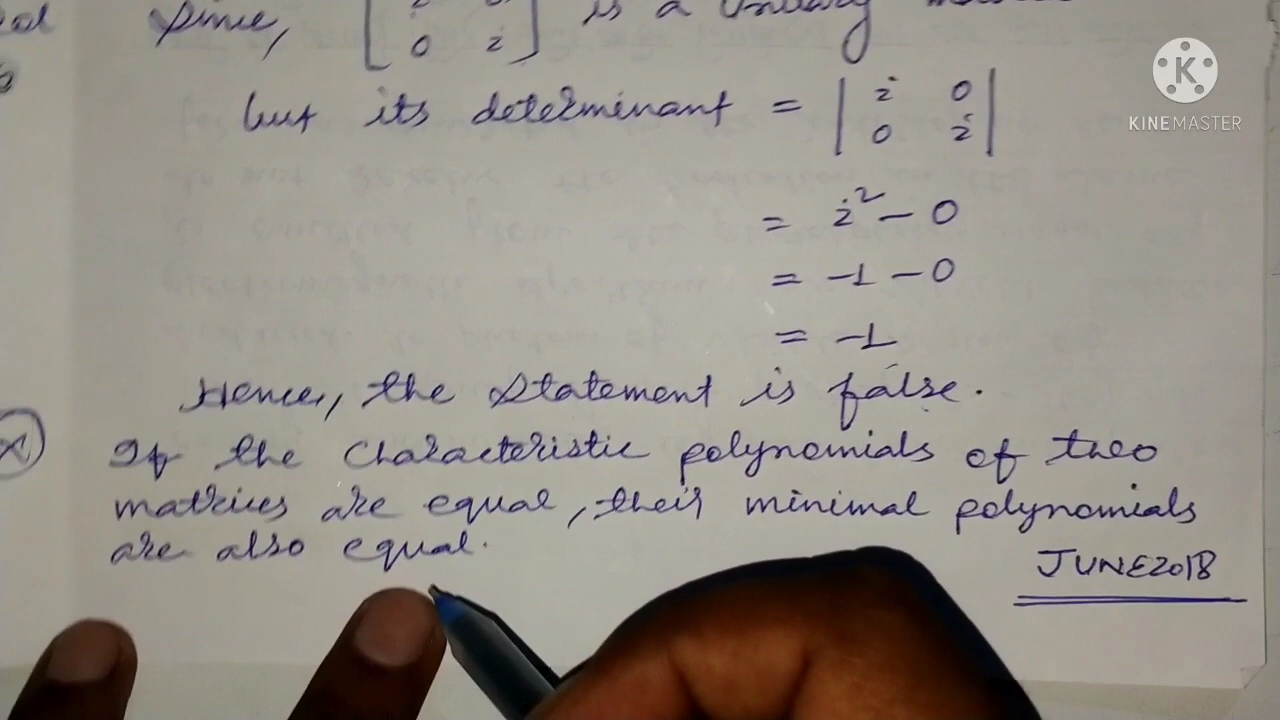 Since, [ i 0
0 i ] is a Unitary
but its determinant = | i 0
0 i |
= i² - 0
= -1 - 0
= -1
Hence, the Statement is false.
If the Characteristic polynomials of two
matrices are equal, their minimal polynomials
are also equal.
JUNE2018
KINEMASTER